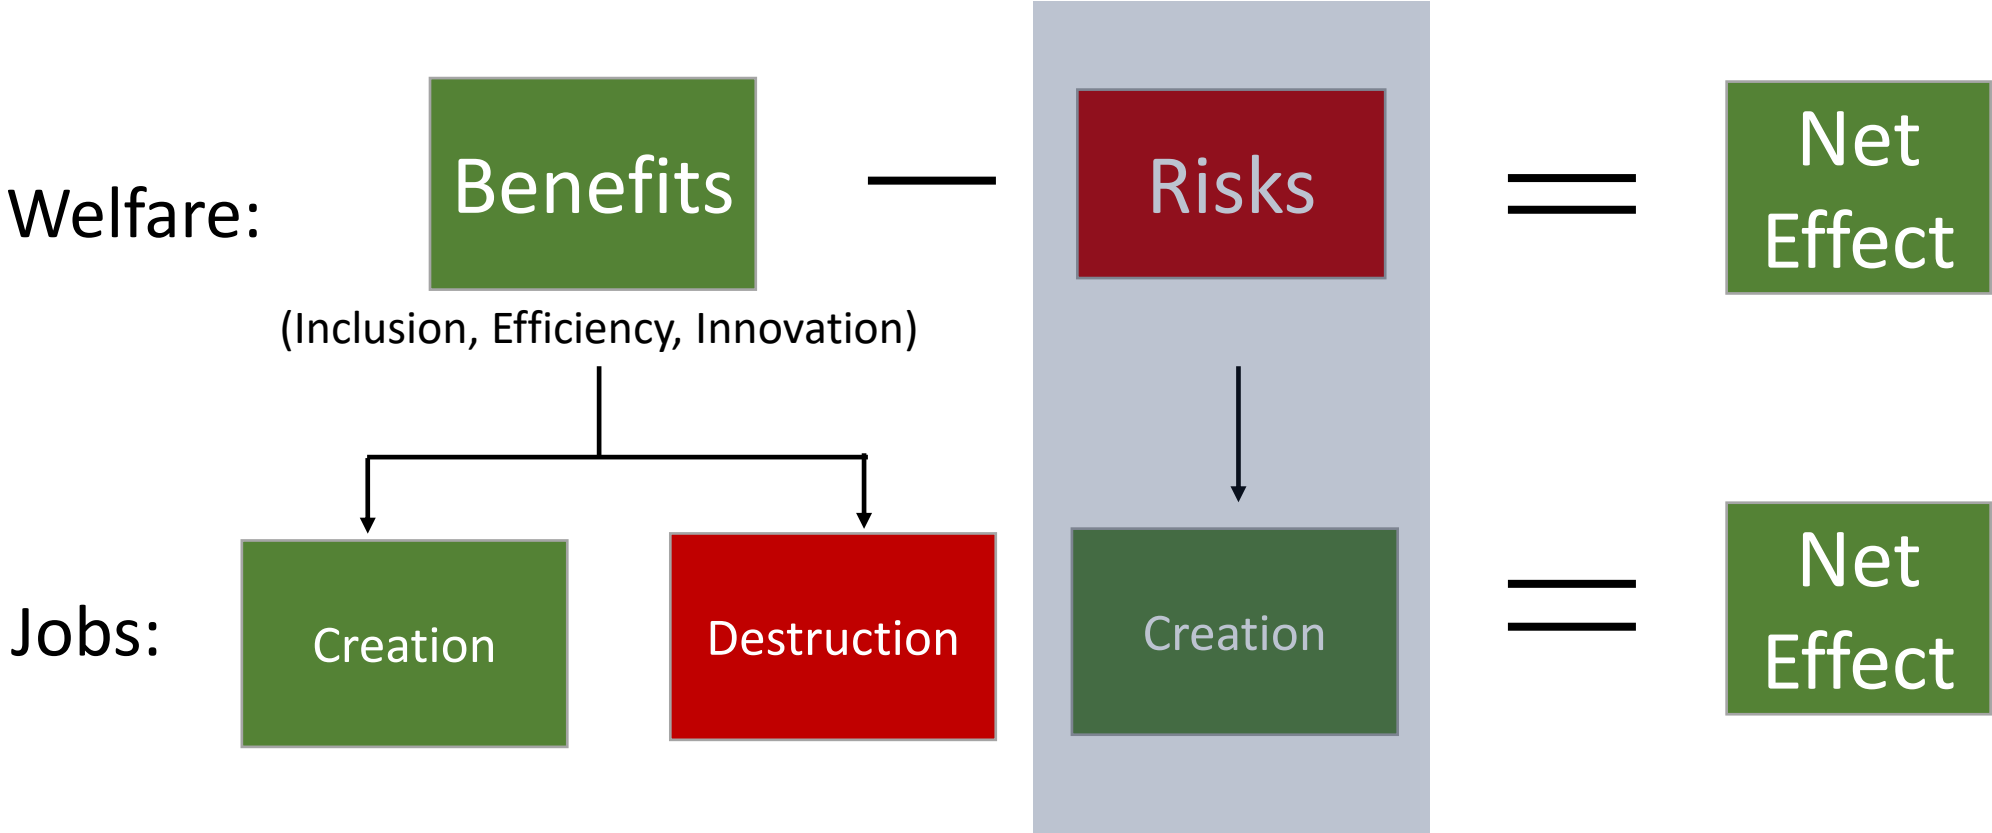 Welfare:
Benefits
Risks
Net
Effect
(Inclusion, Efficiency, Innovation)
Jobs:
Creation
Destruction
Creation
Net
Effect